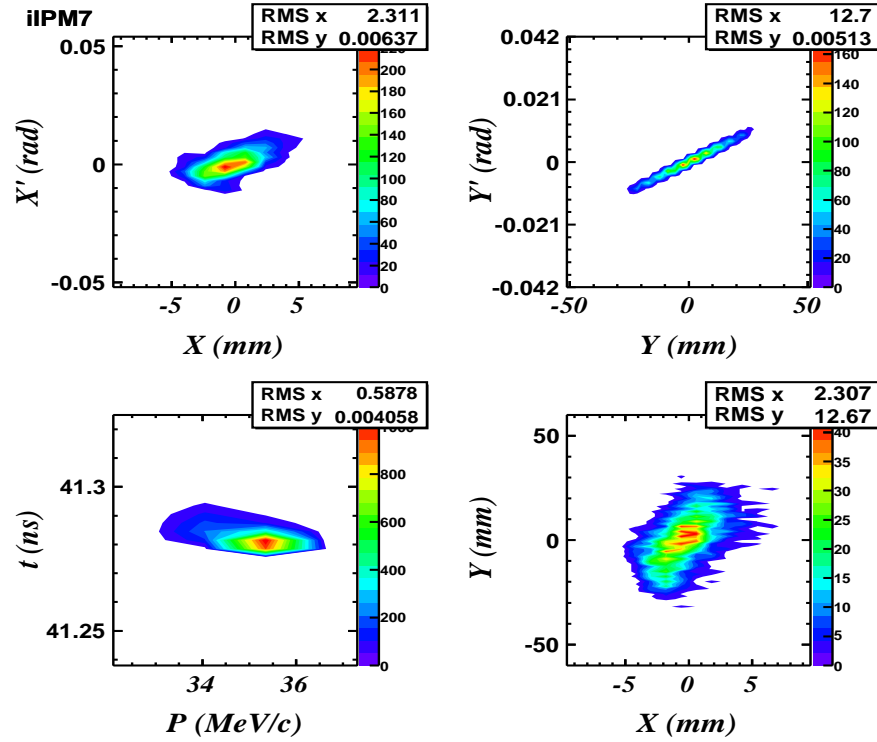 iIPM7
RMS x 2.311
RMS y 0.00637
0.05
0
-0.05
X' (rad)
-5 0 5
X (mm)
200
180
160
140
120
100
80
60
40
20
0
RMS x 12.7
RMS y 0.00513
0.042
0.021
0
-0.021
-0.042
Y' (rad)
-50 0 50
Y (mm)
160
140
120
100
80
60
40
20
0
RMS x 0.5878
RMS y 0.004058
41.3
41.25
t (ns)
34 36
P (MeV/c)
800
600
400
200
0
RMS x 2.307
RMS y 12.67
50
0
-50
Y (mm)
-5 0 5
X (mm)
40
35
30
25
20
15
10
5
0